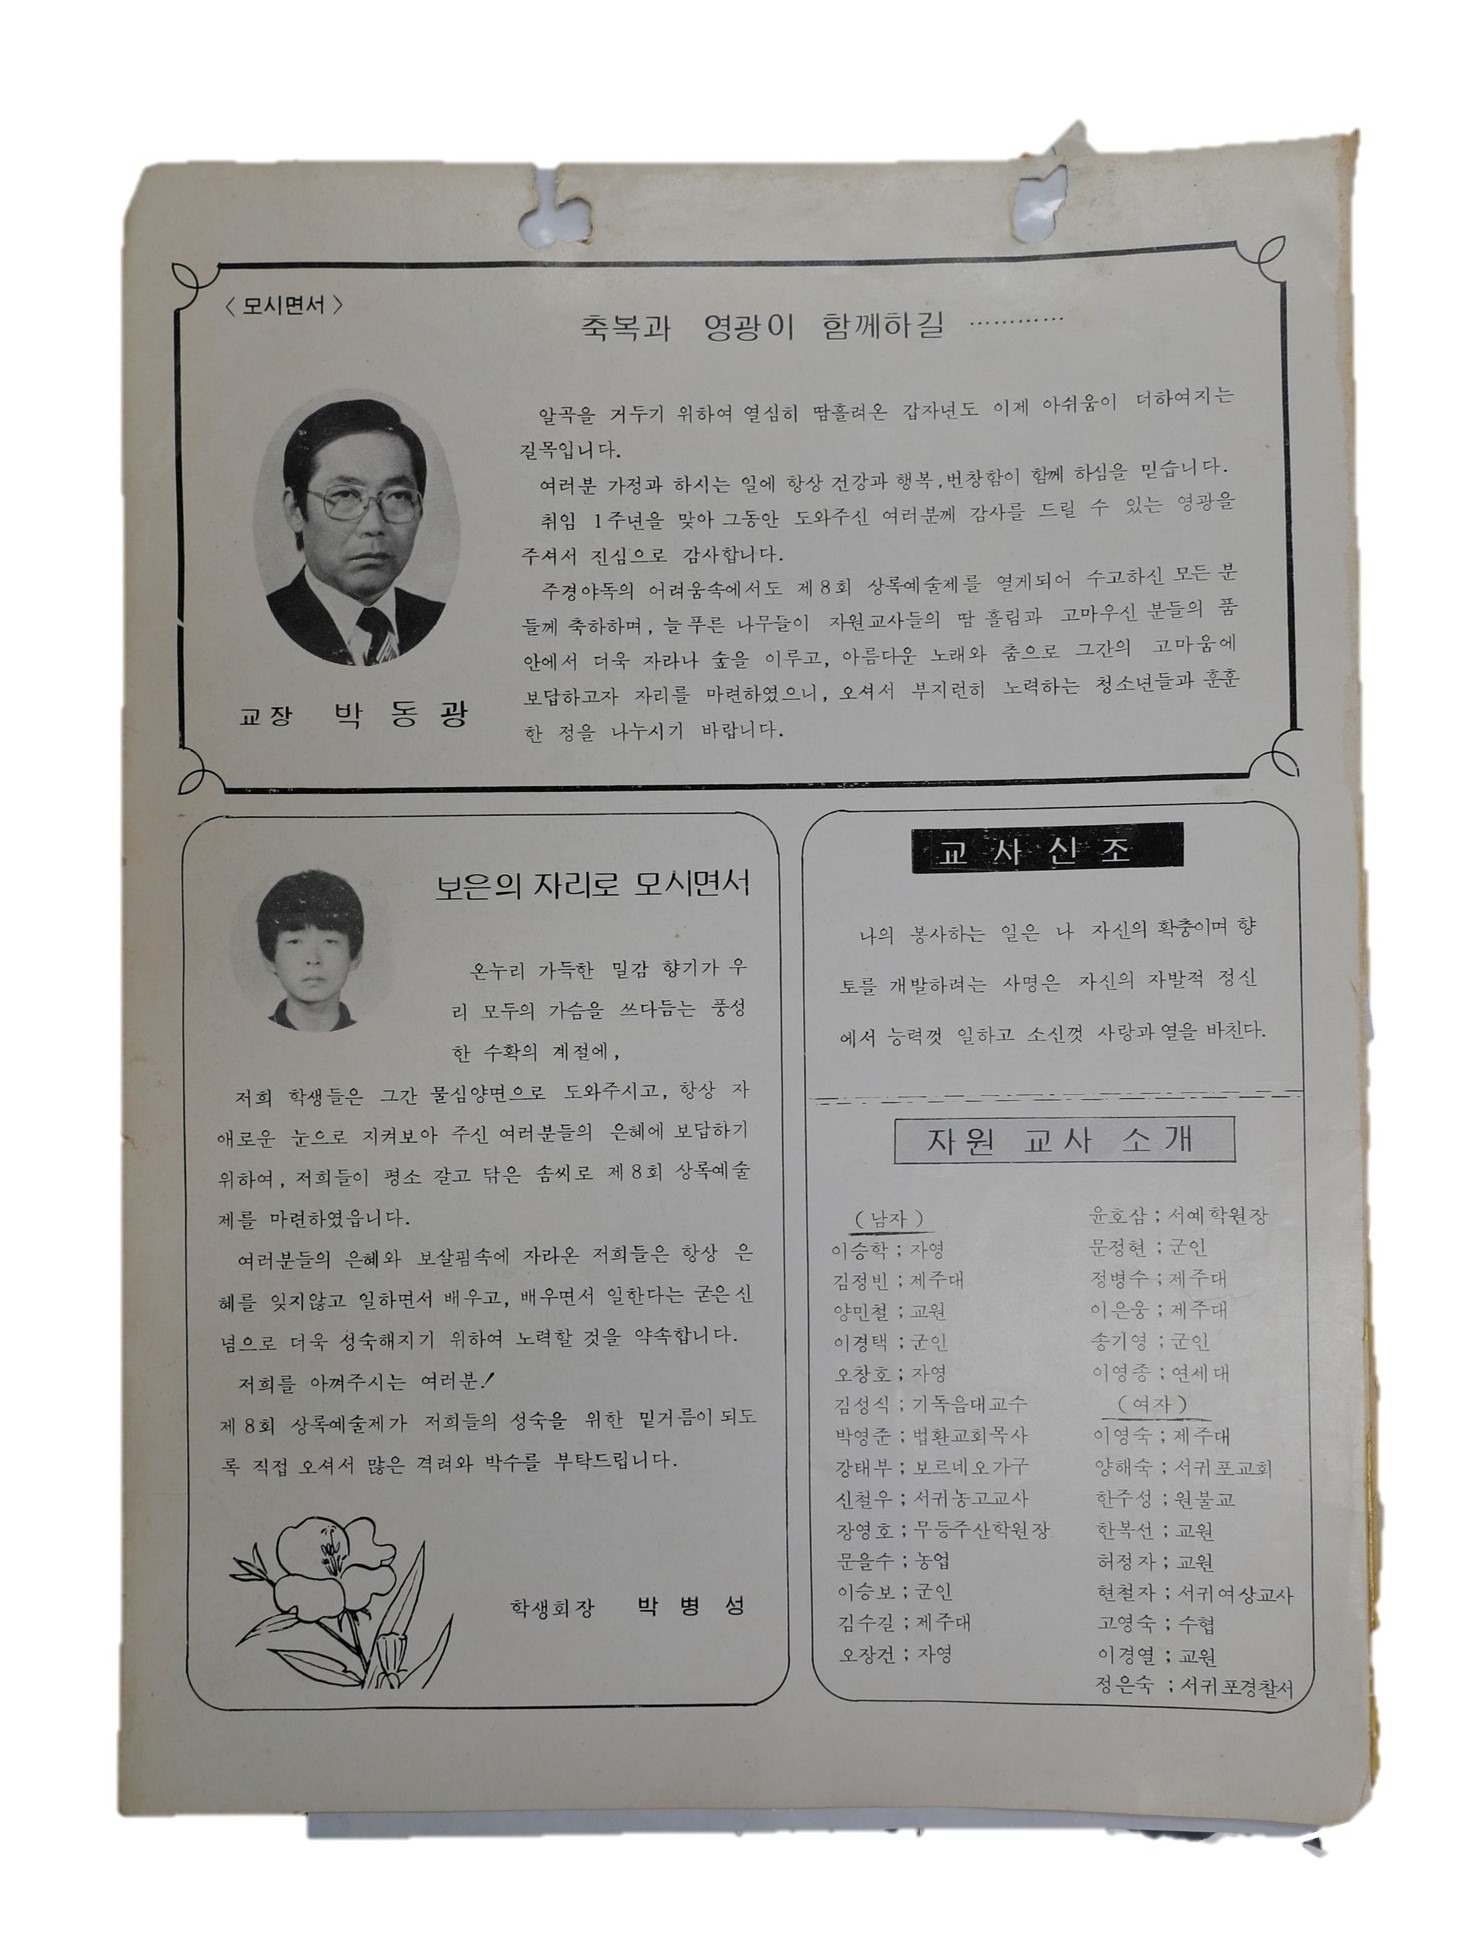 〈모시면서〉
축복과 영광이 함께하길 …………
알곡을 거두기 위하여 열심히 땀흘려온 갑자년도 이제 아쉬움이 더하여지는
길목입니다.
여러분 가정과 하시는 일에 항상 건강과 행복,번창함이 함께 하심을 믿습니다.
취임 1주년을 맞아 그동안 도와주신 여러분께 감사를 드릴 수 있는 영광을
주셔서 진심으로 감사합니다.
주경야독의 어려움속에서도 제8회 상록예술제를 열게되어 수고하신 모든 분
들께 축하하며, 늘 푸른 나무들이 자원교사들의 땀 흘림과 고마우신 분들의 품
안에서 더욱 자라나 숲을 이루고, 아름다운 노래와 춤으로 그간의 고마움에
보답하고자 자리를 마련하였으니, 오셔서 부지런히 노력하는 청소년들과 훈훈
한 정을 나누시기 바랍니다.
교장 박동광
보은의 자리로 모시면서
온누리 가득한 밀감 향기가 우
리 모두의 가슴을 쓰다듬는 풍성
한 수확의 계절에,
저희 학생들은 그간 물심양면으로 도와주시고, 항상 자
애로운 눈으로 지켜보아 주신 여러분들의 은혜에 보답하기
위하여, 저희들이 평소 갈고 닦은 솜씨로 제8회 상록예술
제를 마련하였읍니다.
여러분들의 은혜와 보살핌속에 자라온 저희들은 항상 은
혜를 잊지않고 일하면서 배우고, 배우면서 일한다는 굳은 신
념으로 더욱 성숙해지기 위하여 노력할 것을 약속합니다.
저희를 아껴주시는 여러분!
제8회 상록예술제가 저희들의 성숙을 위한 밑거름이 되도
록 직접 오셔서 많은 격려와 박수를 부탁드립니다.
학생회장 박병성
교사신조
나의 봉사하는 일은 나 자신의 확충이며 향
토를 개발하려는 사명은 자신의 자발적 정신
에서 능력껏 일하고 소신껏 사랑과 열을 바친다.
자원 교사 소개
(남자)
이승학 ; 자영
김정빈 ; 제주대
양민철 ; 교원
이경택 ; 군인
오창호 ; 자영
김성식 ; 기독음대교수
박영준 ; 법환교회목사
강태부 ; 보르네오가구
신철우 ; 서귀농고교사
장영호 ; 무등주산학원장
문을수 ; 농업
이승보 ; 군인
김수길 ; 제주대
오장건 ; 자영
윤호삼 ; 서예학원장
문정현 ; 군인
정병수 ; 제주대
이은웅 ; 제주대
송기영 ; 군인
이영종 ; 연세대
(여자)
이영숙 ; 제주대
양해숙 ; 서귀포교회
한주성 ; 원불교
한복선 ; 교원
허정자 ; 교원
현철자 ; 서귀여상교사
고영숙 ; 수협
이경열 ; 교원
정은숙 ; 서귀포경찰서